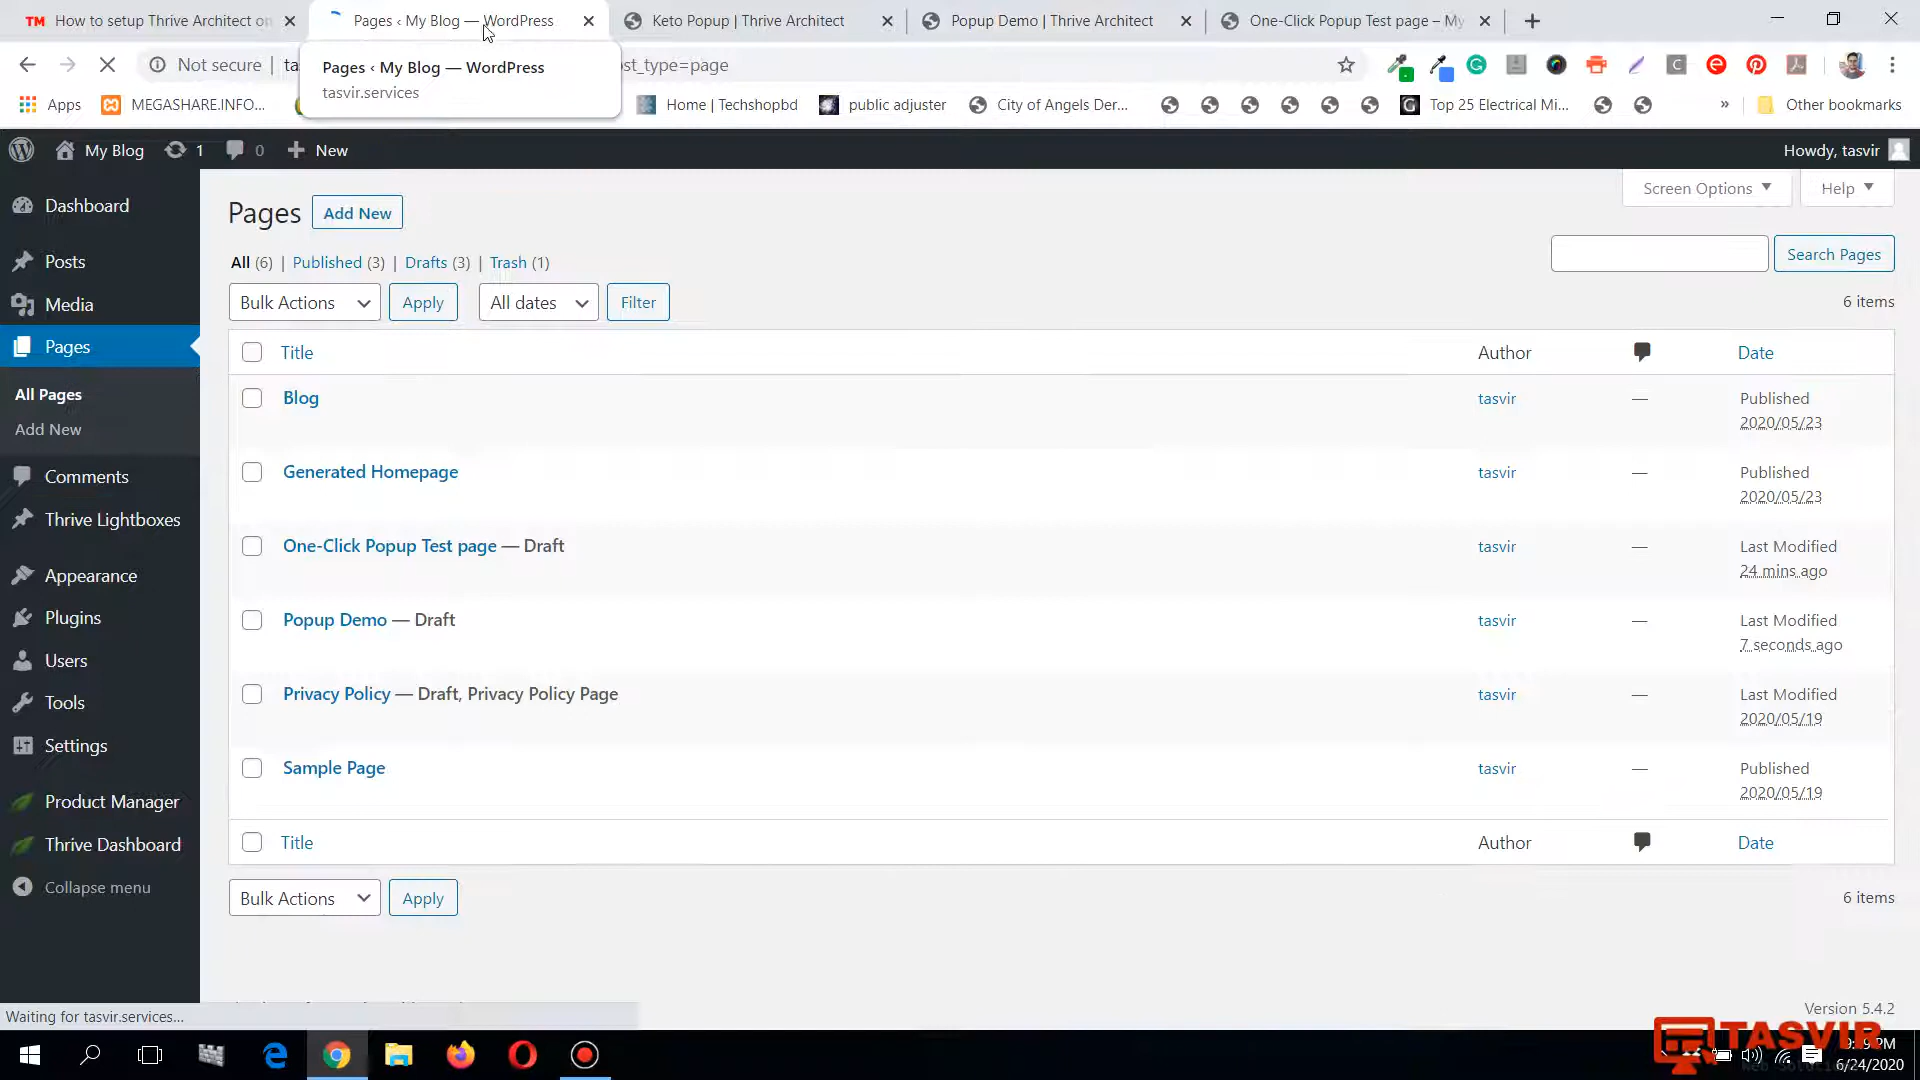 How to setup Thrive Architect on
Pages ‹ My Blog — WordPress
Keto Popup | Thrive Architect
Popup Demo | Thrive Architect
One-Click Popup Test page – My
Not secure
Pages ‹ My Blog — WordPress
tasvir.services
ost_type=page
Apps
MEGASHARE.INFO...
Home | Techshopbd
public adjuster
City of Angels Der...
Top 25 Electrical Mi...
»
Other bookmarks
My Blog
1
0
New
Howdy, tasvir
Dashboard
Posts
Media
Pages
All Pages
Add New
Comments
Thrive Lightboxes
Appearance
Plugins
Users
Tools
Settings
Product Manager
Thrive Dashboard
Collapse menu
Screen Options
Help
Pages
Add New
All (6) | Published (3) | Drafts (3) | Trash (1)
Search Pages
Bulk Actions
Apply
All dates
Filter
6 items
Title
Author
Date
Blog
tasvir
—
Published
2020/05/23
Generated Homepage
tasvir
—
Published
2020/05/23
One-Click Popup Test page — Draft
tasvir
—
Last Modified
24 mins ago
Popup Demo — Draft
tasvir
—
Last Modified
7 seconds ago
Privacy Policy — Draft, Privacy Policy Page
tasvir
—
Last Modified
2020/05/19
Sample Page
tasvir
—
Published
2020/05/19
Title
Author
Date
Bulk Actions
Apply
6 items
Version 5.4.2
Waiting for tasvir.services...
TASVIR
6/24/2020